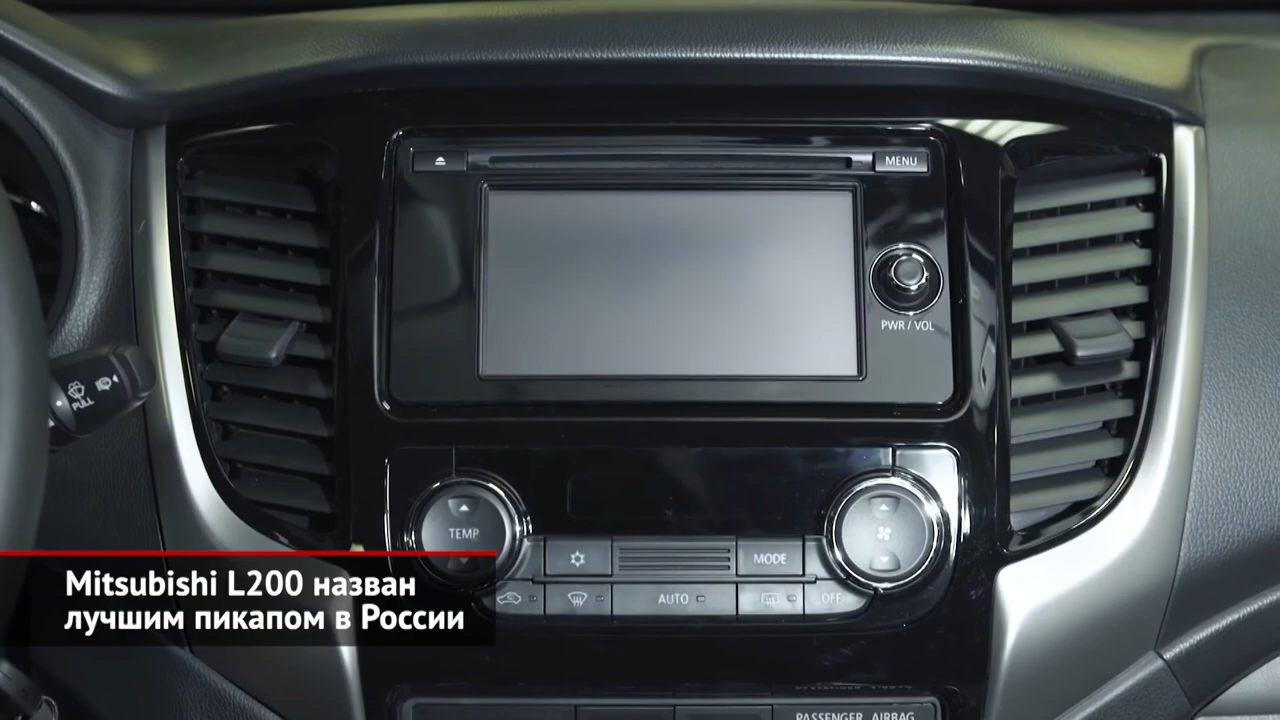 MENU
PWR / VOL
PULL
TEMP
MODE
AUTO
OFF
Mitsubishi L200 назван
лучшим пикапом в России
PASSENGER AIRBAG